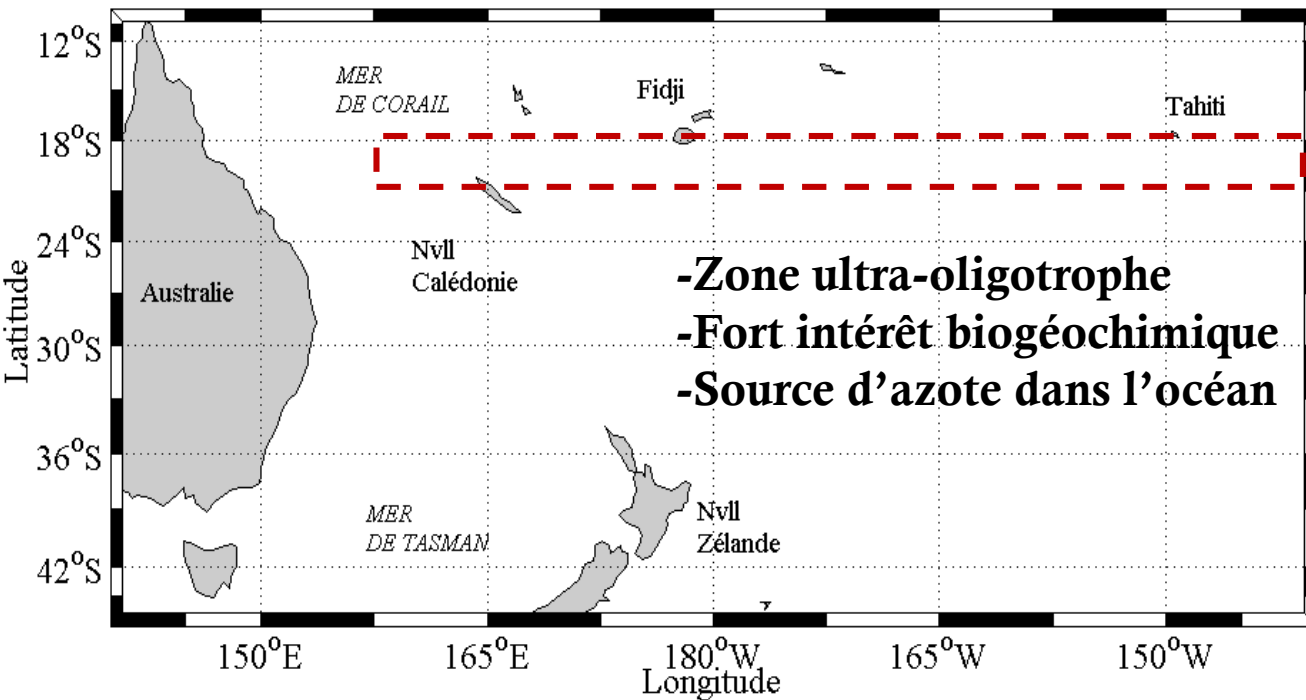 12°S
MER
DE CORAIL
Fidji
Tahiti
18°S
24°S
Nvll
Calédonie
Australie
-Zone ultra-oligotrophe
-Fort intérêt biogéochimique
-Source d’azote dans l’océan
Latitude
30°S
36°S
MER
DE TASMAN
Nvll
Zélande
42°S
150°E
165°E
180°W
165°W
150°W
Longitude